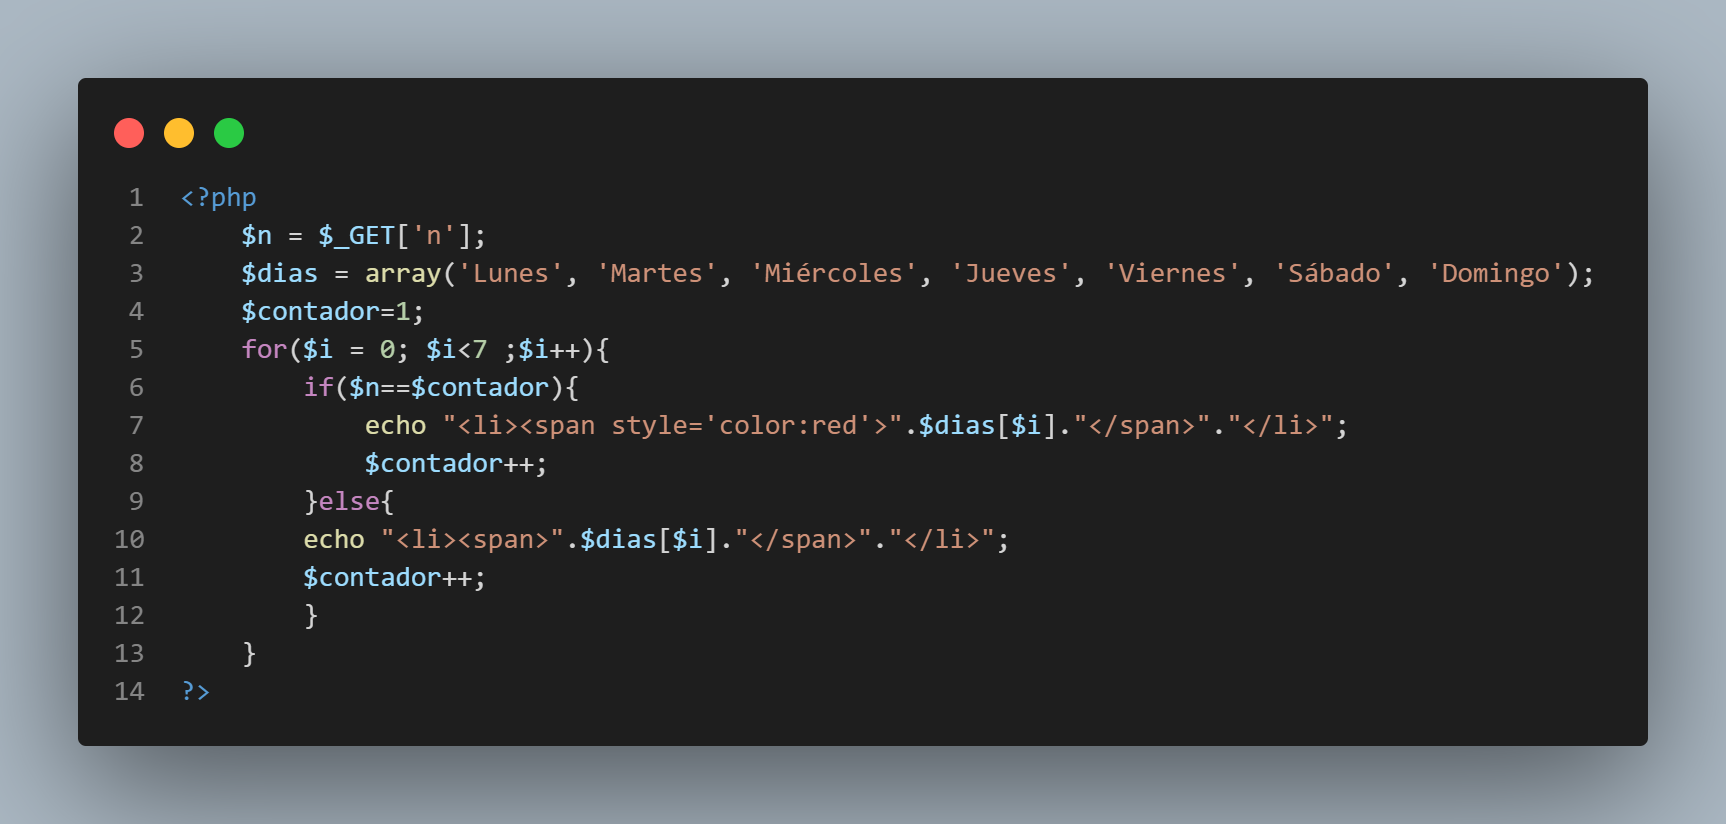 1 <?php
2     $n = $_GET['n'];
3     $dias = array('Lunes', 'Martes', 'Miércoles', 'Jueves', 'Viernes', 'Sábado', 'Domingo');
4     $contador=1;
5     for($i = 0; $i<7 ;$i++){
6         if($n==$contador){
7             echo "<li><span style='color:red'>".$dias[$i]."</span>"."</li>";
8             $contador++;
9         }else{
10         echo "<li><span>".$dias[$i]."</span>"."</li>";
11         $contador++;
12         }
13     }
14 ?>